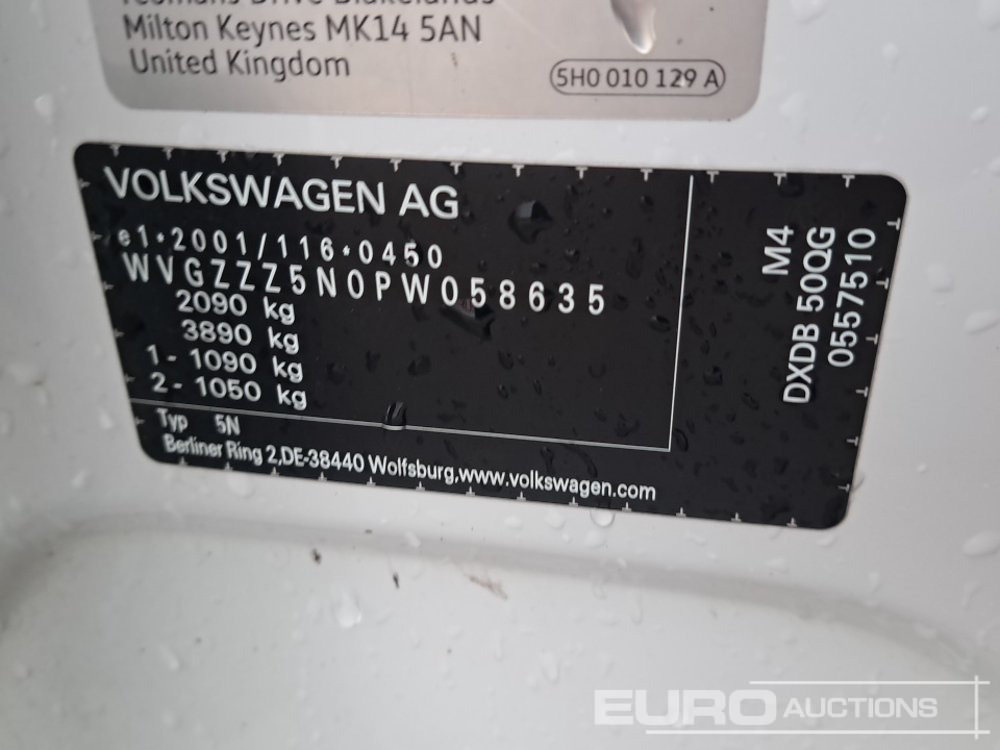 Milton Keynes MK14 5AN
United Kingdom
5H0 010 129 A
VOLKSWAGEN AG
e1*2001/116*0450
WVGZZZ5N0PW058635
2090 kg
3890 kg
1 - 1090 kg
2 - 1050 kg
Typ 5N
Berliner Ring 2,DE-38440 Wolfsburg,www.volkswagen.com
M4
DXDB 50QG
0557510
EURO AUCTIONS